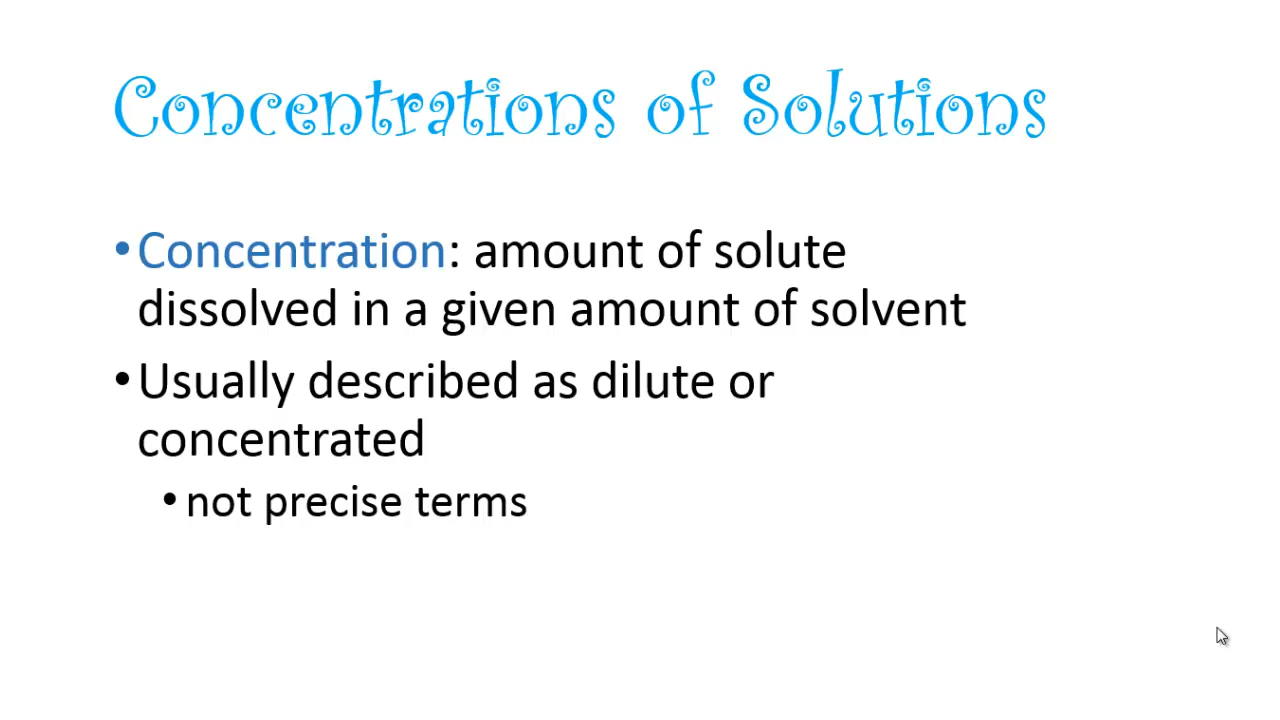 Concentrations of Solutions
•Concentration: amount of solute
dissolved in a given amount of solvent
•Usually described as dilute or
concentrated
•not precise terms